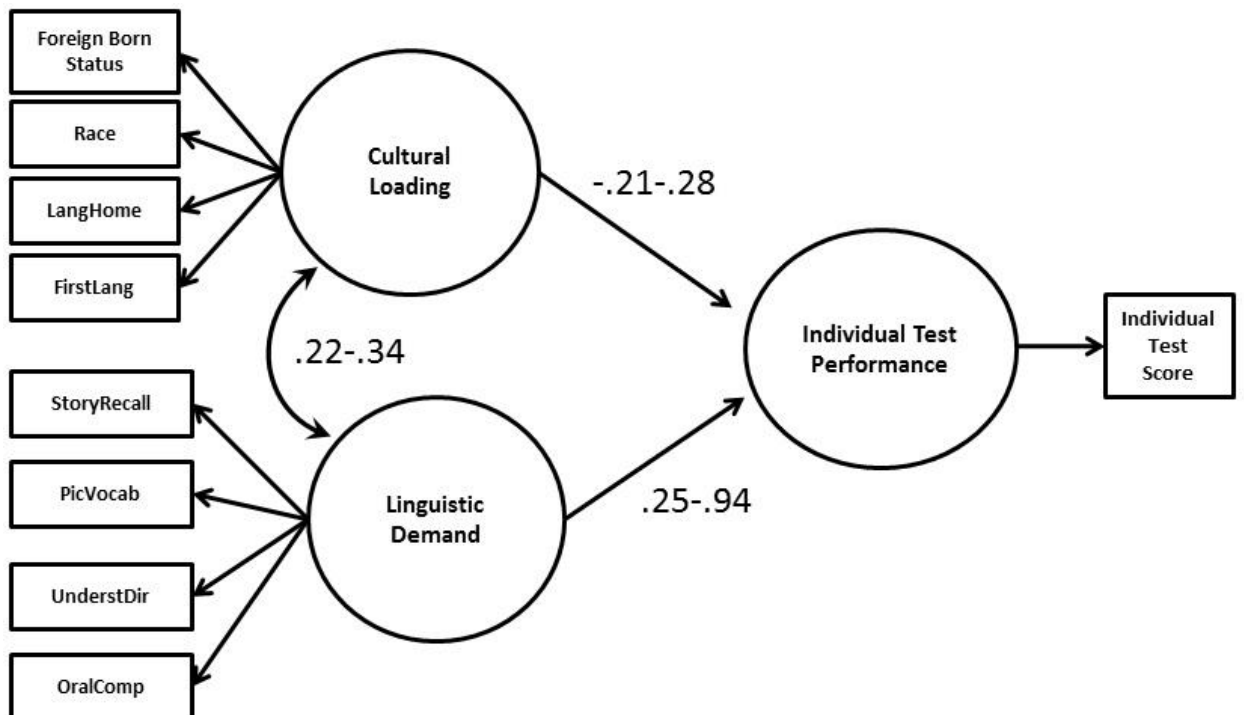 Foreign Born
Status
Race
LangHome
FirstLang
StoryRecall
PicVocab
UnderstDir
OralComp
Cultural
Loading
Linguistic
Demand
.22-.34
-.21-.28
.25-.94
Individual Test
Performance
Individual
Test
Score